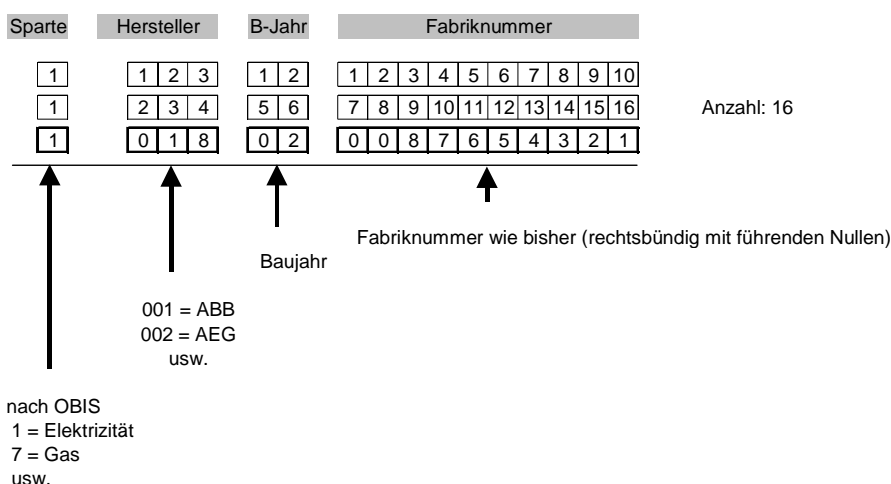 Sparte Hersteller B-Jahr Fabriknummer
1 1 2 3 1 2 1 2 3 4 5 6 7 8 9 10
1 2 3 4 5 6 7 8 9 10 11 12 13 14 15 16 Anzahl: 16
1 0 1 8 0 2 0 0 8 7 6 5 4 3 2 1
Fabriknummer wie bisher (rechtsbündig mit führenden Nullen)
Baujahr
001 = ABB
002 = AEG
usw.
nach OBIS
1 = Elektrizität
7 = Gas
usw.